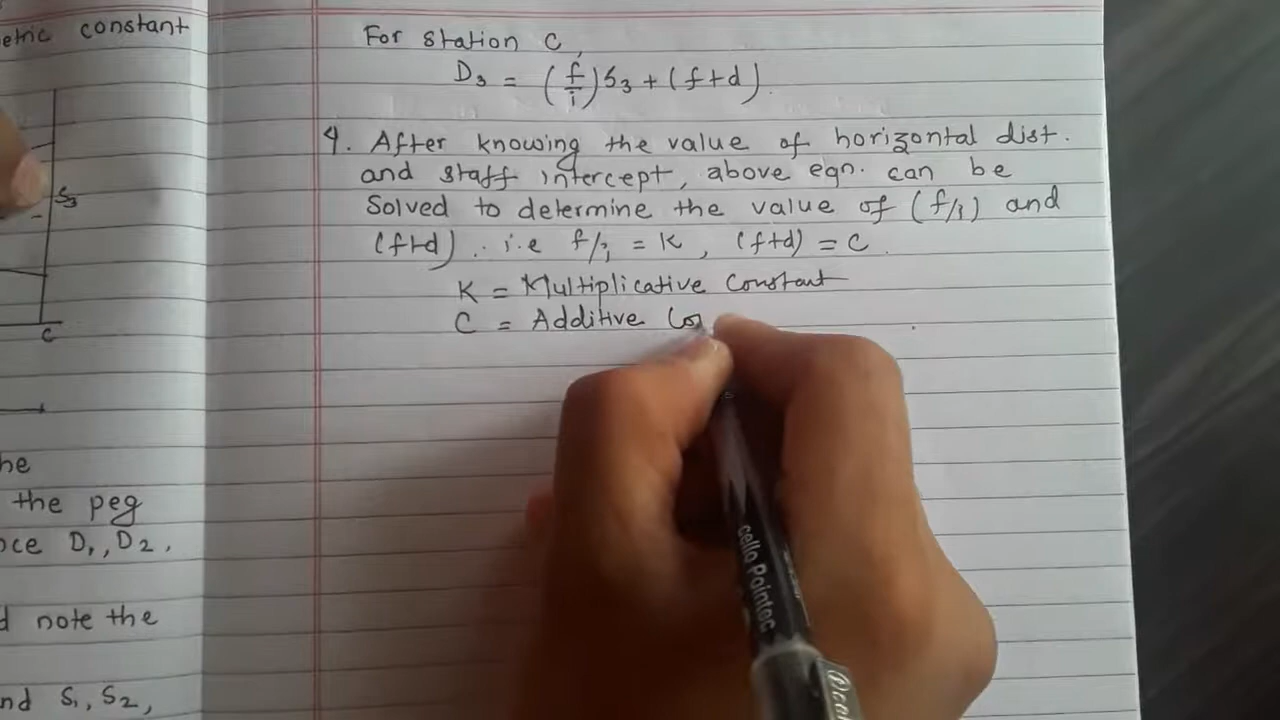 etric constant
S3
C
he
the peg
nce D1, D2,
d note the
nd S1, S2,
For station C,
D3 = (f/i)S3 + (f+d).
4. After knowing the value of horizontal dist.
and staff intercept, above eqn. can be
Solved to determine the value of (f/i) and
(f+d). i.e f/i = K, (f+d) = C.
K = Multiplicative Constant
C = Additive Co
cello Pointec